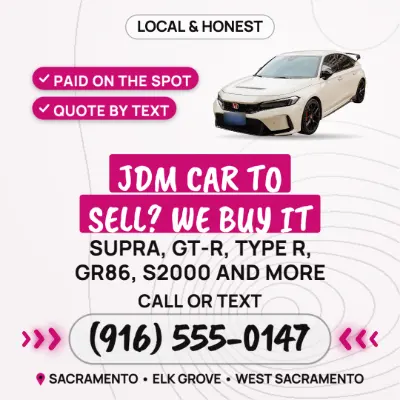 LOCAL & HONEST
PAID ON THE SPOT
QUOTE BY TEXT
JDM CAR TO
SELL? WE BUY IT
SUPRA, GT-R, TYPE R,
GR86, S2000 AND MORE
CALL OR TEXT
(916) 555-0147
SACRAMENTO • ELK GROVE • WEST SACRAMENTO